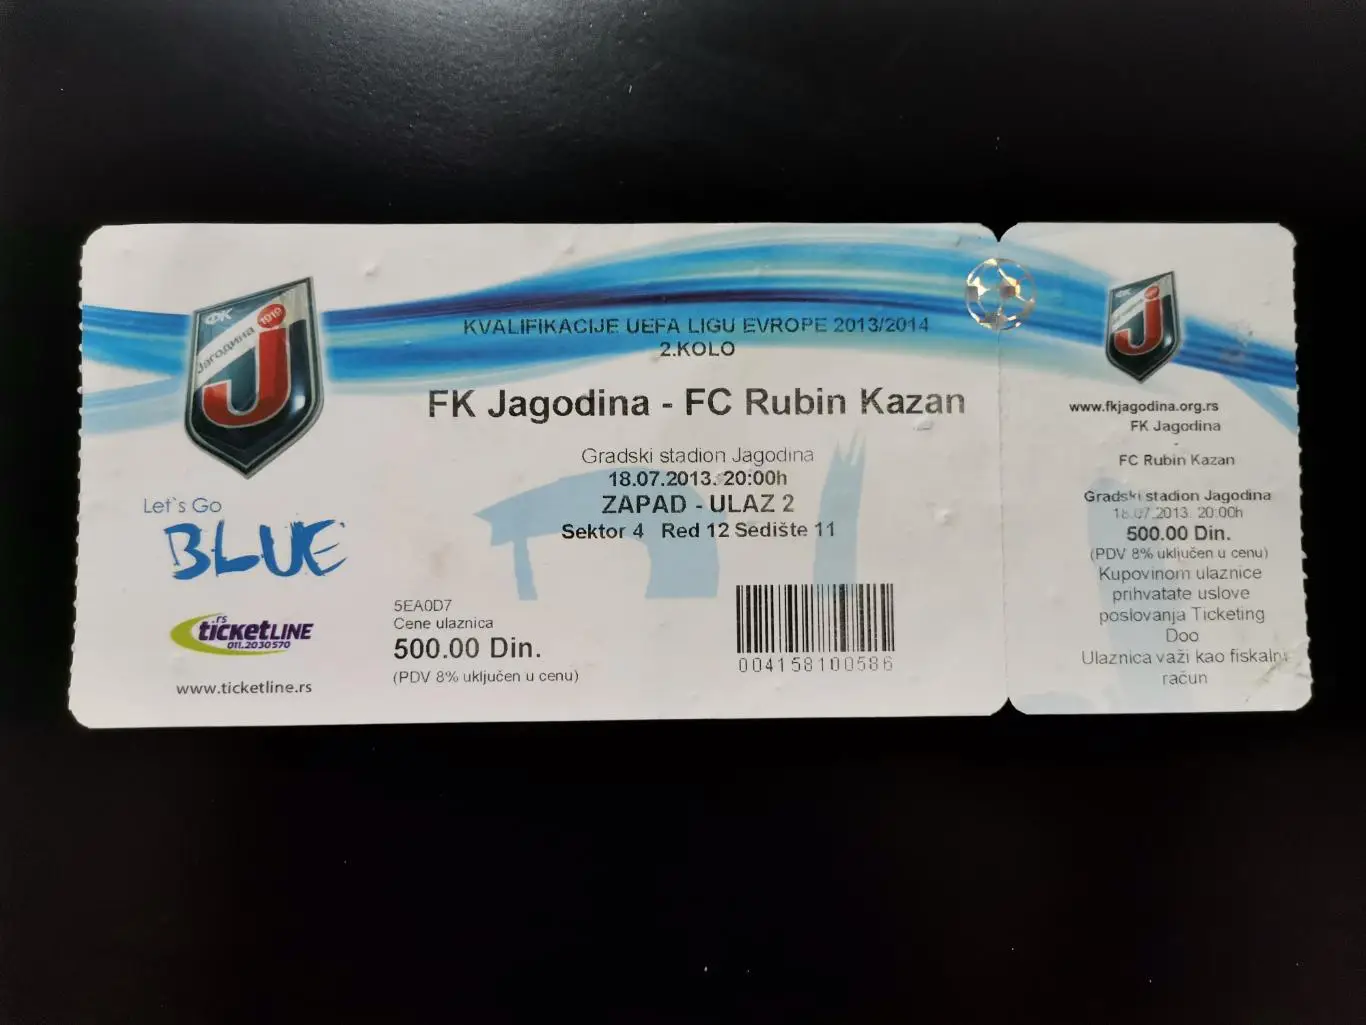 ФК
Јагодина 1919
J
KVALIFIKACIJE UEFA LIGU EVROPE 2013/2014
2.KOLO
FK Jagodina - FC Rubin Kazan
Gradski stadion Jagodina
18.07.2013. 20:00h
ZAPAD - ULAZ 2
Sektor 4 Red 12 Sedište 11
Let`s Go
BLUE
.rs
ticketLINE
011.2030570
www.ticketline.rs
5EA0D7
Cene ulaznica
500.00 Din.
(PDV 8% uključen u cenu)
004158100586
ФК
Јагодина
J
www.fkjagodina.org.rs
FK Jagodina
-
FC Rubin Kazan
Gradski stadion Jagodina
18.07.2013. 20:00h
500.00 Din.
(PDV 8% uključen u cenu)
Kupovinom ulaznice
prihvatate uslove
poslovanja Ticketing
Doo
Ulaznica važi kao fiskalni
račun